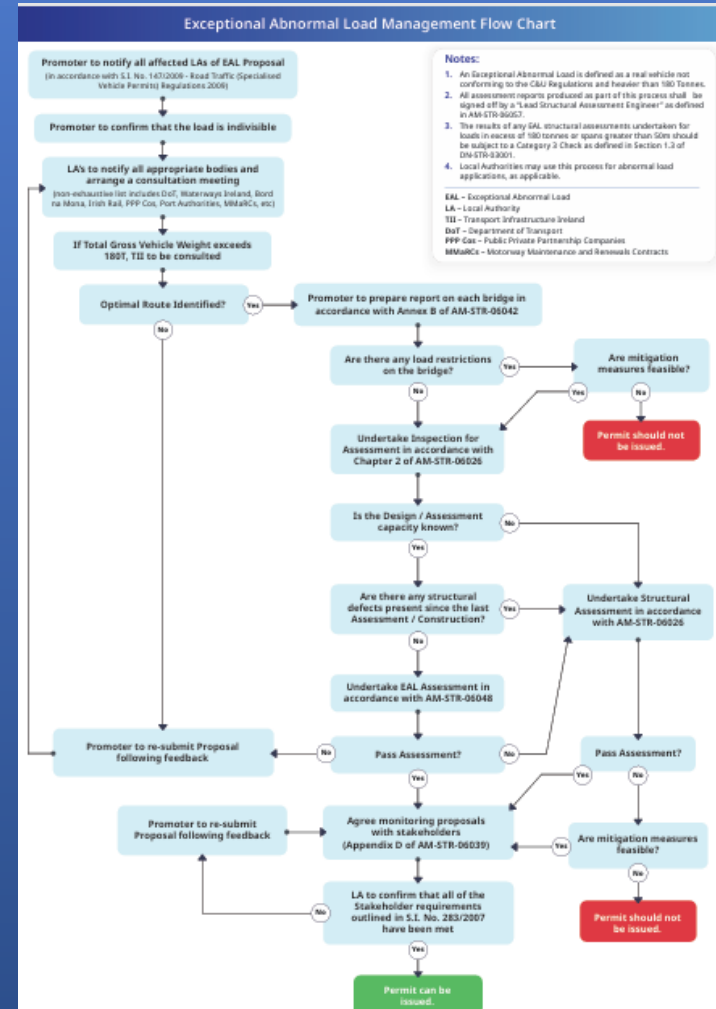 Exceptional Abnormal Load Management Flow Chart
Promoter to notify all affected LAs of EAL Proposal
(in accordance with S.I. No. 147/2009 - Road Traffic (Specialised
Vehicle Permits) Regulations 2009)
Promoter to confirm that the load is indivisible
LA's to notify all appropriate bodies and
arrange a consultation meeting
(non-exhaustive list includes DoT, Waterways Ireland, Bord
na Mona, Irish Rail, PPP Cos, Port Authorities, MMaRCs, etc)
If Total Gross Vehicle Weight exceeds
180T, TII to be consulted
Notes:
1. An Exceptional Abnormal Load is defined as a real vehicle not
conforming to the C&U Regulations and heavier than 180 Tonnes.
2. All assessment reports produced as part of this process shall be
signed off by a "Lead Structural Assessment Engineer" as defined
in AM-STR-06057.
3. The results of any EAL structural assessments undertaken for
loads in excess of 180 tonnes or spans greater than 50m should
be subject to a Category 3 Check as defined in Section 1.3 of
DN-STR-03001.
4. Local Authorities may use this process for abnormal load
applications, as applicable.
EAL – Exceptional Abnormal Load
LA – Local Authority
TII – Transport Infrastructure Ireland
DoT – Department of Transport
PPP Cos – Public Private Partnership Companies
MMaRCs – Motorway Maintenance and Renewals Contracts
Optimal Route Identified?
Yes
No
Promoter to prepare report on each bridge in
accordance with Annex B of AM-STR-06042
Are there any load restrictions
on the bridge?
Yes
No
Are mitigation
measures feasible?
Yes
No
Permit should not
be issued.
Undertake Inspection for
Assessment in accordance with
Chapter 2 of AM-STR-06026
Is the Design / Assessment
capacity known?
No
Yes
Are there any structural
defects present since the last
Assessment / Construction?
Yes
No
Undertake Structural
Assessment in accordance
with AM-STR-06026
Undertake EAL Assessment in
accordance with AM-STR-06048
Promoter to re-submit Proposal
following feedback
No
Pass Assessment?
No
Yes
Pass Assessment?
Yes
No
Promoter to re-submit
Proposal following feedback
Agree monitoring proposals
with stakeholders
(Appendix D of AM-STR-06039)
Yes
Are mitigation measures
feasible?
No
LA to confirm that all of the
Stakeholder requirements
outlined in S.I. No. 283/2007
have been met
No
Yes
Permit should not
be issued.
Permit can be
issued.